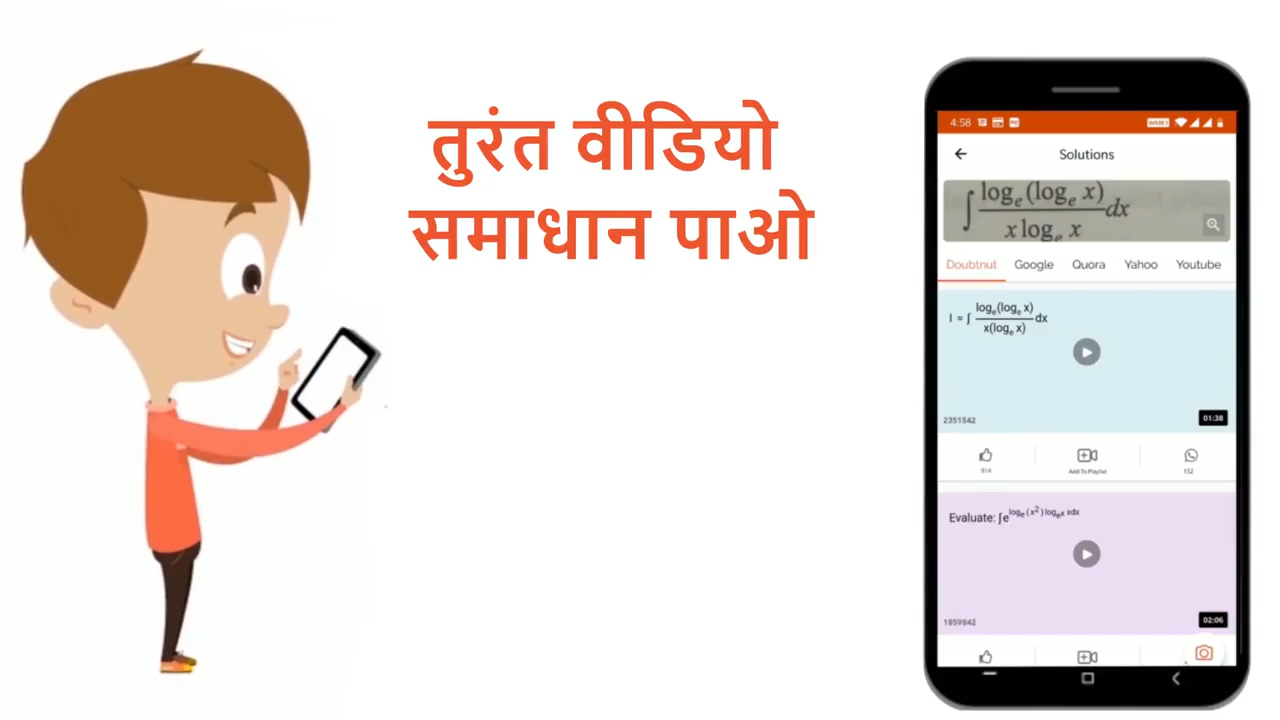 तुरंत वीडियो
समाधान पाओ
4:58
Solutions
∫ logₑ(logₑ x) / x logₑ x dx
Doubtnut Google Quora Yahoo Youtube
I = ∫ logₑ(logₑ x) / x(logₑ x) dx
2351542
01:38
914
Add To Playlist
152
Evaluate: ∫e^logₑ(x²) logₑx xdx
1859842
02:06